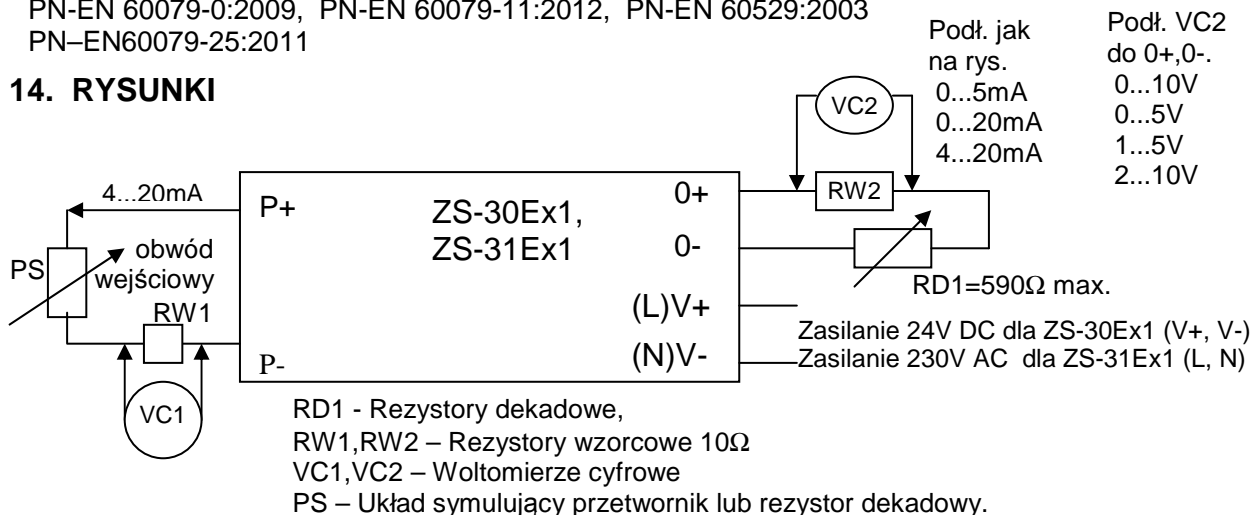 PN-EN 60079-0:2009, PN-EN 60079-11:2012, PN-EN 60529:2003
PN–EN60079-25:2011
14. RYSUNKI
Podł. jak
na rys.
0...5mA
0...20mA
4...20mA
Podł. VC2
do 0+,0-.
0...10V
0...5V
1...5V
2...10V
VC2
RW2
4...20mA
P+
ZS-30Ex1,
ZS-31Ex1
0+
0-
PS
obwód
wejściowy
RW1
P-
VC1
(L)V+
(N)V-
RD1=590Ω max.
Zasilanie 24V DC dla ZS-30Ex1 (V+, V-)
Zasilanie 230V AC dla ZS-31Ex1 (L, N)
RD1 - Rezystory dekadowe,
RW1,RW2 – Rezystory wzorcowe 10Ω
VC1,VC2 – Woltomierze cyfrowe
PS – Układ symulujący przetwornik lub rezystor dekadowy.